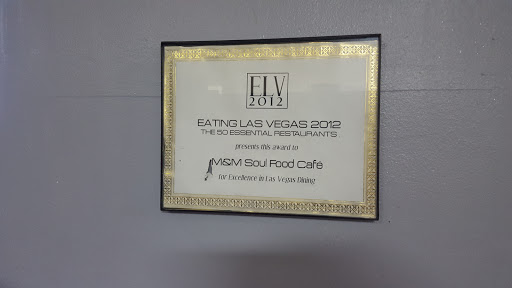 ELV
2012
EATING LAS VEGAS 2012
THE 50 ESSENTIAL RESTAURANTS
presents this award to
M&M Soul Food Café
for Excellence in Las Vegas Dining